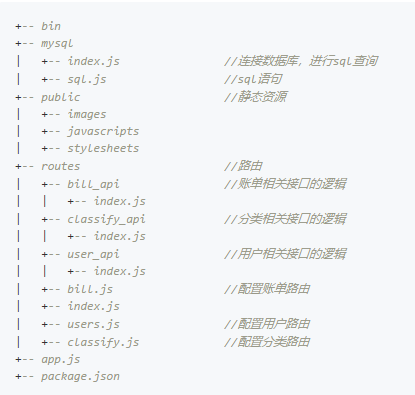 +-- bin
+-- mysql
|   +-- index.js                //连接数据库，进行sql查询
|   +-- sql.js                  //sql语句
+-- public                      //静态资源
|   +-- images
|   +-- javascripts
|   +-- stylesheets
+-- routes                      //路由
|   +-- bill_api                //账单相关接口的逻辑
|   |   +-- index.js
|   +-- classify_api            //分类相关接口的逻辑
|   |   +-- index.js
|   +-- user_api                //用户相关接口的逻辑
|   |   +-- index.js
|   +-- bill.js                 //配置账单路由
|   +-- index.js
|   +-- users.js                //配置用户路由
|   +-- classify.js             //配置分类路由
+-- app.js
+-- package.json